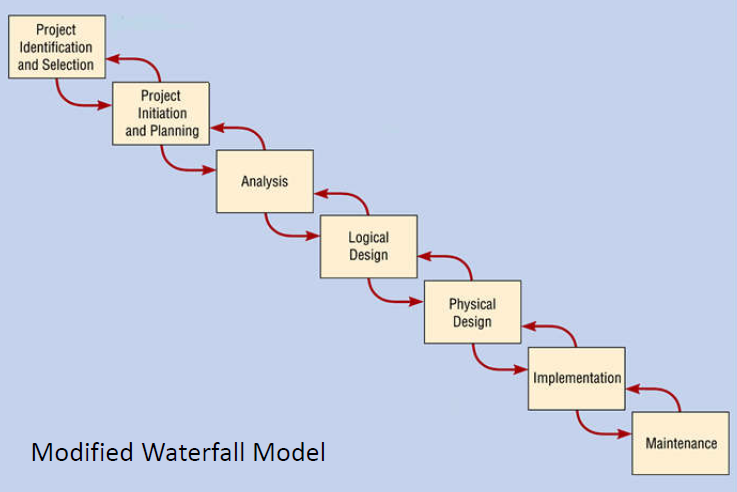 Project
Identification
and Selection
Project
Initiation
and Planning
Analysis
Logical
Design
Physical
Design
Implementation
Maintenance
Modified Waterfall Model